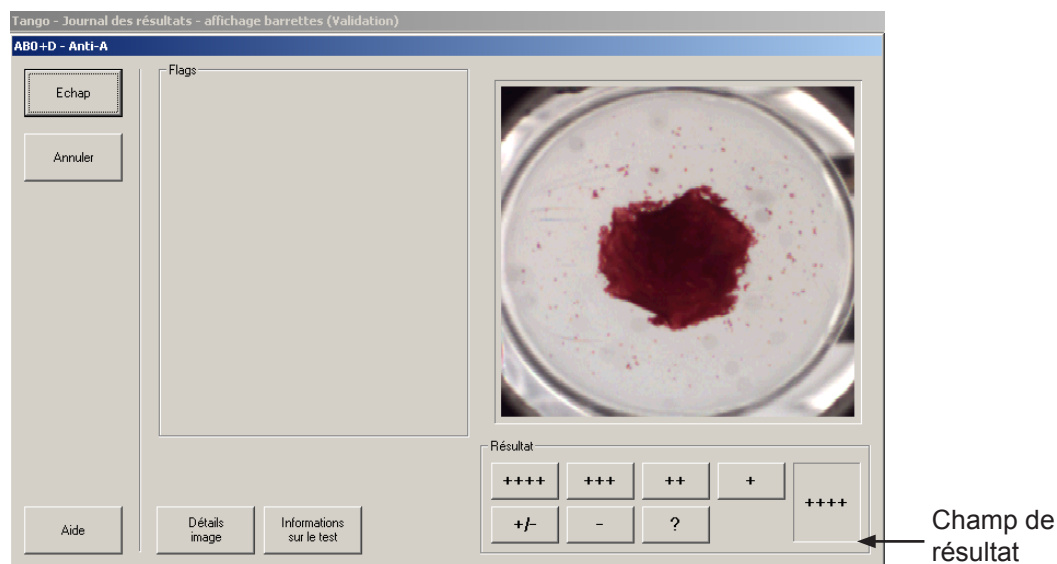 Tango - Journal des résultats - affichage barrettes (Validation)
AB0+D - Anti-A
Echap
Annuler
Flags
Résultat
++++
+++
++
+
+/-
-
?
++++
Aide
Détails
image
Informations
sur le test
Champ de
résultat